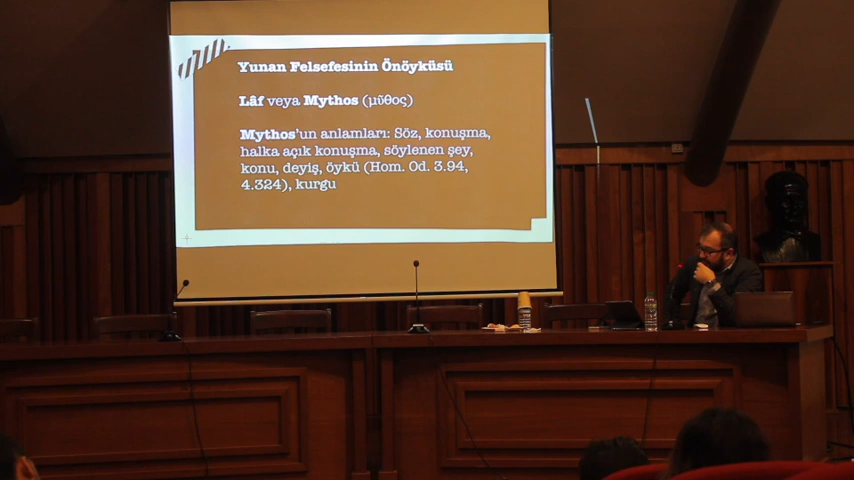 Yunan Felsefesinin Önöyküsü
Lâf veya Mythos (μῦθος)
Mythos'un anlamları: Söz, konuşma,
halka açık konuşma, söylenen şey,
konu, deyiş, öykü (Hom. Od. 3.94,
4.324), kurgu